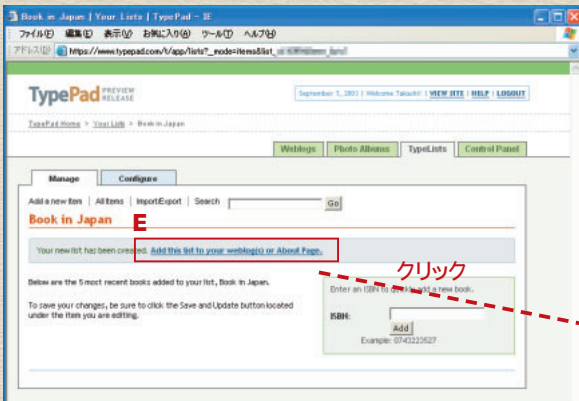 Book in Japan | Your Lists | TypePad - IE
ファイル(F) 編集(E) 表示(V) お気に入り(A) ツール(T) ヘルプ(H)
アドレス(D) https://www.typepad.com/t/app/lists?_mode=items&list_
TypePad PREVIEW RELEASE
September 7, 2003 | Welcome Takashi! | VIEW SITE | HELP | LOGOUT
TypePad Home > Your Lists > Book in Japan
Weblogs Photo Albums TypeLists Control Panel
Manage Configure
Add a new Item | All Items | Import/Export | Search Go
E
Book in Japan
Your new list has been created. Add this list to your weblog(s) or About Page.
クリック
Below are the 5 most recent books added to your list, Book in Japan.
To save your changes, be sure to click the Save and Update button located
under the item you are editing.
Enter an ISBN to quickly add a new book.
ISBN:
Add
Example: 0743223527